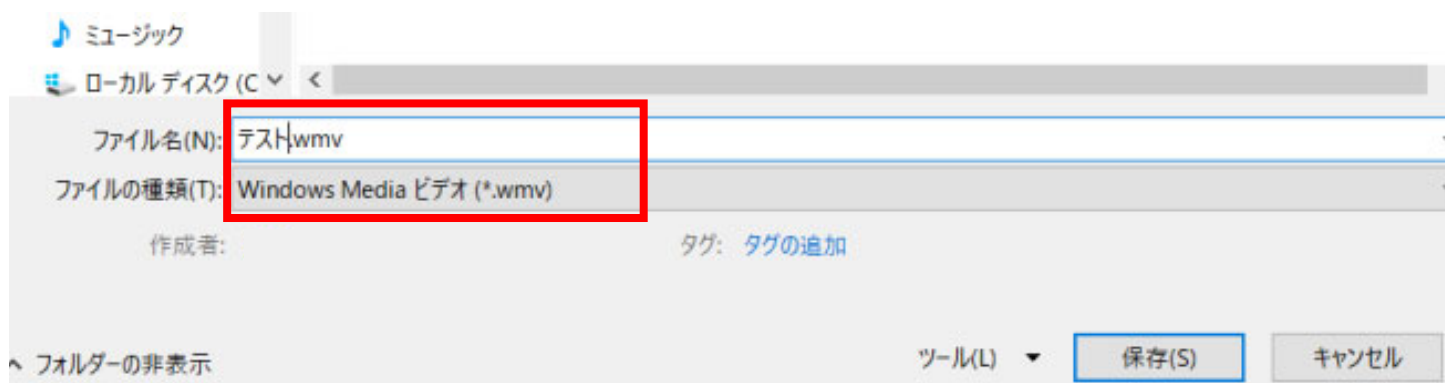 ミュージック
ローカル ディスク (C
ファイル名(N): テスト.wmv
ファイルの種類(T): Windows Media ビデオ (*.wmv)
作成者: タグ: タグの追加
フォルダーの非表示 ツール(L) 保存(S) キャンセル